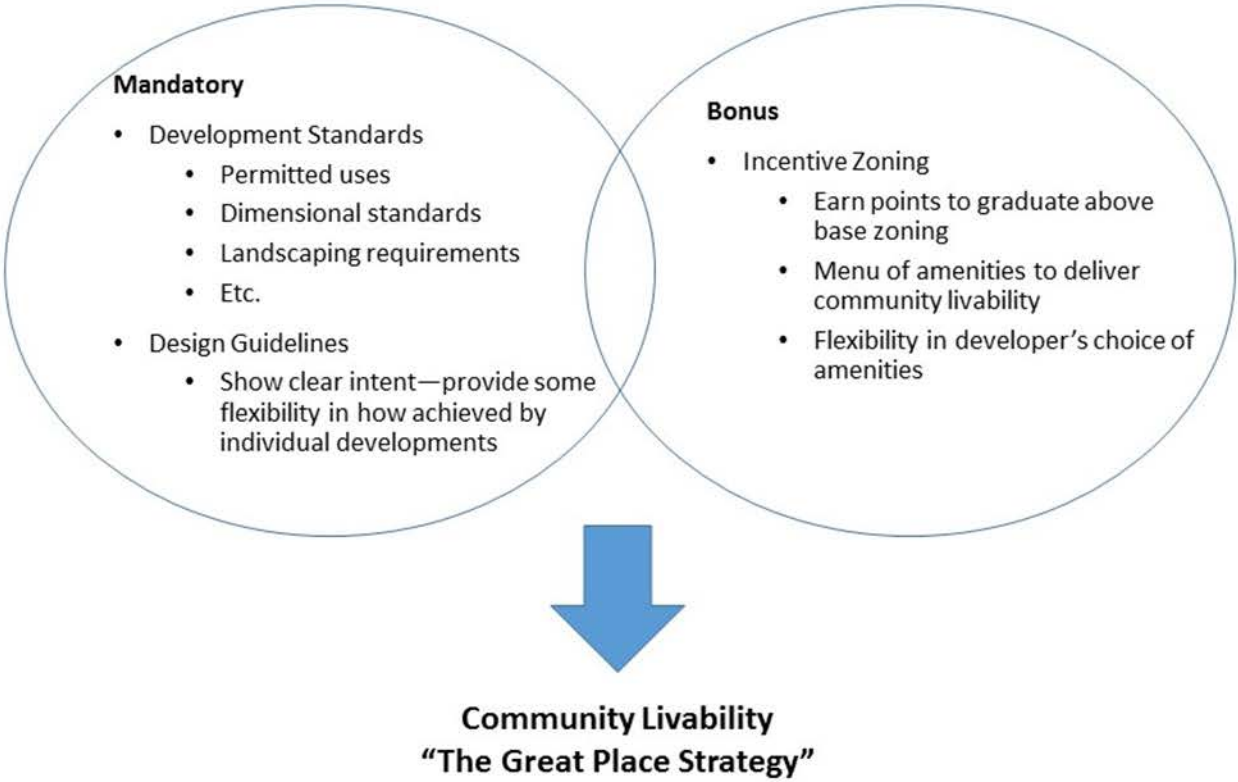 Mandatory
• Development Standards
• Permitted uses
• Dimensional standards
• Landscaping requirements
• Etc.
• Design Guidelines
• Show clear intent—provide some
flexibility in how achieved by
individual developments
Bonus
• Incentive Zoning
• Earn points to graduate above
base zoning
• Menu of amenities to deliver
community livability
• Flexibility in developer’s choice of
amenities
Community Livability
“The Great Place Strategy”